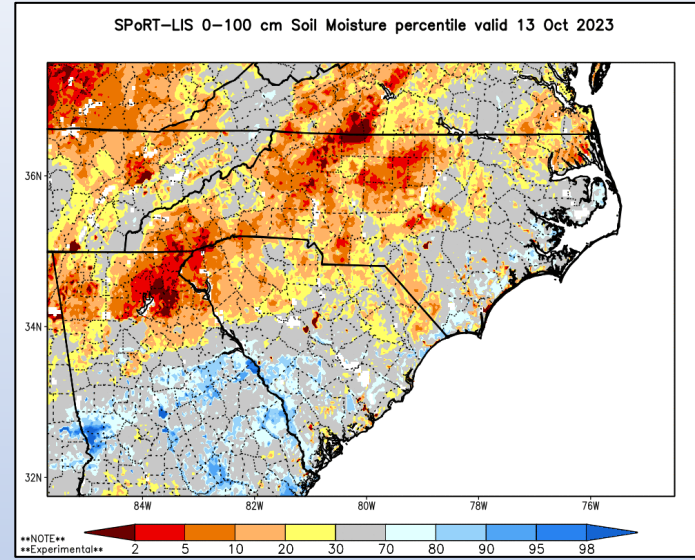 SPoRT-LIS 0-100 cm Soil Moisture percentile valid 13 Oct 2023
36N
34N
32N
84W 82W 80W 78W 76W
**NOTE**
**Experimental**
2 5 10 20 30 70 80 90 95 98